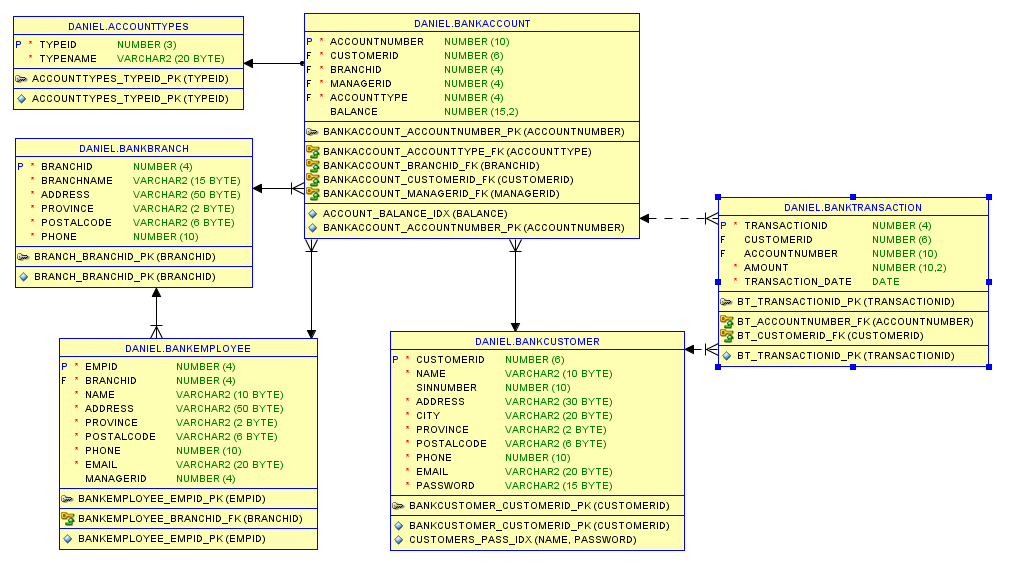 DANIEL.ACCOUNTTYPES
P * TYPEID NUMBER (3)
* TYPENAME VARCHAR2 (20 BYTE)
ACCOUNTTYPES_TYPEID_PK (TYPEID)
ACCOUNTTYPES_TYPEID_PK (TYPEID)
DANIEL.BANKACCOUNT
P * ACCOUNTNUMBER NUMBER (10)
F * CUSTOMERID NUMBER (6)
F * BRANCHID NUMBER (4)
F * MANAGERID NUMBER (4)
F * ACCOUNTTYPE NUMBER (4)
BALANCE NUMBER (15,2)
BANKACCOUNT_ACCOUNTNUMBER_PK (ACCOUNTNUMBER)
BANKACCOUNT_ACCOUNTTYPE_FK (ACCOUNTTYPE)
BANKACCOUNT_BRANCHID_FK (BRANCHID)
BANKACCOUNT_CUSTOMERID_FK (CUSTOMERID)
BANKACCOUNT_MANAGERID_FK (MANAGERID)
ACCOUNT_BALANCE_IDX (BALANCE)
BANKACCOUNT_ACCOUNTNUMBER_PK (ACCOUNTNUMBER)
DANIEL.BANKBRANCH
P * BRANCHID NUMBER (4)
* BRANCHNAME VARCHAR2 (15 BYTE)
* ADDRESS VARCHAR2 (50 BYTE)
* PROVINCE VARCHAR2 (2 BYTE)
* POSTALCODE VARCHAR2 (6 BYTE)
* PHONE NUMBER (10)
BRANCH_BRANCHID_PK (BRANCHID)
BRANCH_BRANCHID_PK (BRANCHID)
DANIEL.BANKTRANSACTION
P * TRANSACTIONID NUMBER (4)
F CUSTOMERID NUMBER (6)
F ACCOUNTNUMBER NUMBER (10)
* AMOUNT NUMBER (10,2)
* TRANSACTION_DATE DATE
BT_TRANSACTIONID_PK (TRANSACTIONID)
BT_ACCOUNTNUMBER_FK (ACCOUNTNUMBER)
BT_CUSTOMERID_FK (CUSTOMERID)
BT_TRANSACTIONID_PK (TRANSACTIONID)
DANIEL.BANKEMPLOYEE
P * EMPID NUMBER (4)
F * BRANCHID NUMBER (4)
* NAME VARCHAR2 (10 BYTE)
* ADDRESS VARCHAR2 (50 BYTE)
* PROVINCE VARCHAR2 (2 BYTE)
* POSTALCODE VARCHAR2 (6 BYTE)
* PHONE NUMBER (10)
* EMAIL VARCHAR2 (20 BYTE)
MANAGERID NUMBER (4)
BANKEMPLOYEE_EMPID_PK (EMPID)
BANKEMPLOYEE_BRANCHID_FK (BRANCHID)
BANKEMPLOYEE_EMPID_PK (EMPID)
DANIEL.BANKCUSTOMER
P * CUSTOMERID NUMBER (6)
* NAME VARCHAR2 (10 BYTE)
SINNUMBER NUMBER (10)
* ADDRESS VARCHAR2 (30 BYTE)
* CITY VARCHAR2 (20 BYTE)
* PROVINCE VARCHAR2 (2 BYTE)
* POSTALCODE VARCHAR2 (6 BYTE)
* PHONE NUMBER (10)
* EMAIL VARCHAR2 (20 BYTE)
* PASSWORD VARCHAR2 (15 BYTE)
BANKCUSTOMER_CUSTOMERID_PK (CUSTOMERID)
BANKCUSTOMER_CUSTOMERID_PK (CUSTOMERID)
CUSTOMERS_PASS_IDX (NAME, PASSWORD)